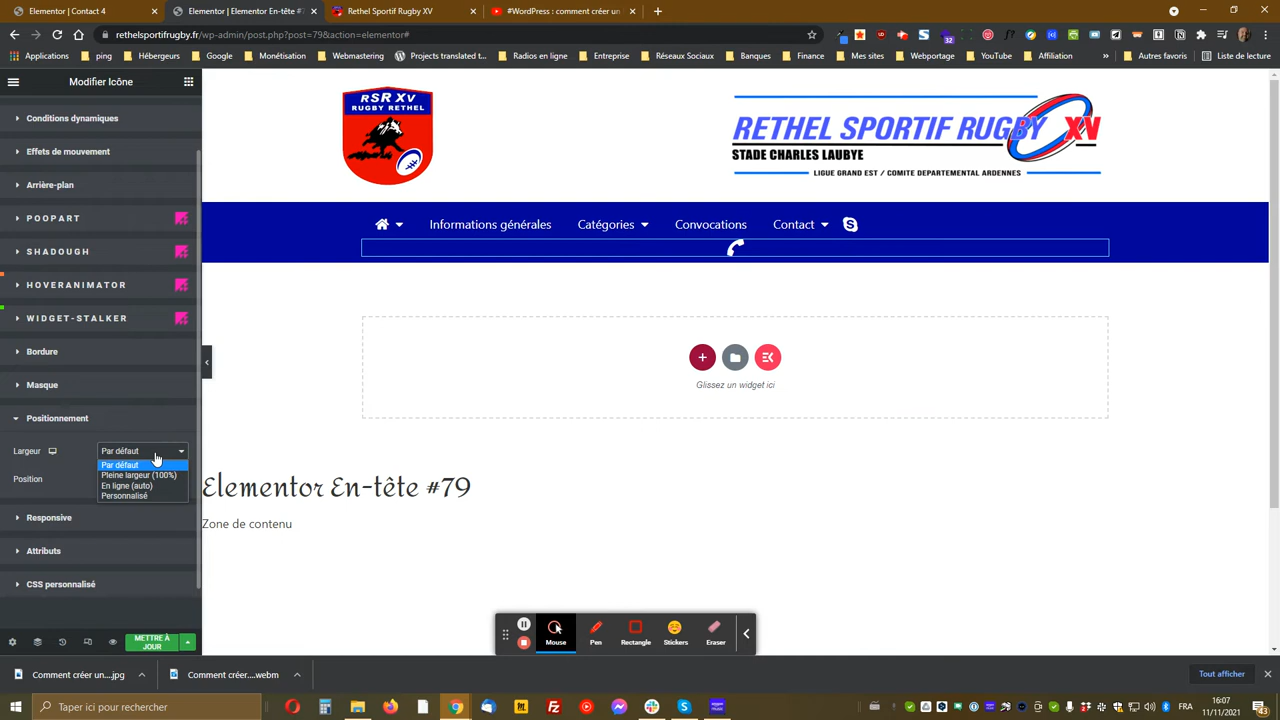 Elementor | Contact 4
Elementor | Elementor En-tête #7
Rethel Sportif Rugby XV
#WordPress : comment créer un
rethelsportifrugby.fr/wp-admin/post.php?post=79&action=elementor#
Applications
ping
Traducteurs
Google
Monétisation
Webmastering
Projects translated t...
Radios en ligne
Entreprise
Réseaux Sociaux
Banques
Favoris
Mes sites
Webportage
YouTube
Affiliation
»
Autres favoris
Liste de lecture
Modifier Icône
Conditions dynamiques
Effets de mouvement
Arrière-plan
POPART
PLAYDOUGH
HOVERANIMATOR
WIDGET-STALKER
Bordure
Masque
Positionnement
Largeur
Par défaut
Par défaut
Pleine largeur (100%)
En ligne (auto)
Personnalisé
Position
Responsive
Attributs
CSS personnalisé
METTRE À JOUR
RSR XV
RUGBY RETHEL
RETHEL SPORTIF RUGBY XV
STADE CHARLES LAUBYE
LIGUE GRAND EST / COMITE DEPARTEMENTAL ARDENNES
Informations générales
Catégories
Convocations
Contact
Glissez un widget ici
Elementor En-tête #79
Zone de contenu
Mouse
Pen
Rectangle
Stickers
Eraser
Comment créer un....jpg
Comment créer....webm
Tout afficher
Taper ici pour rechercher
FRA
16:07
11/11/2021